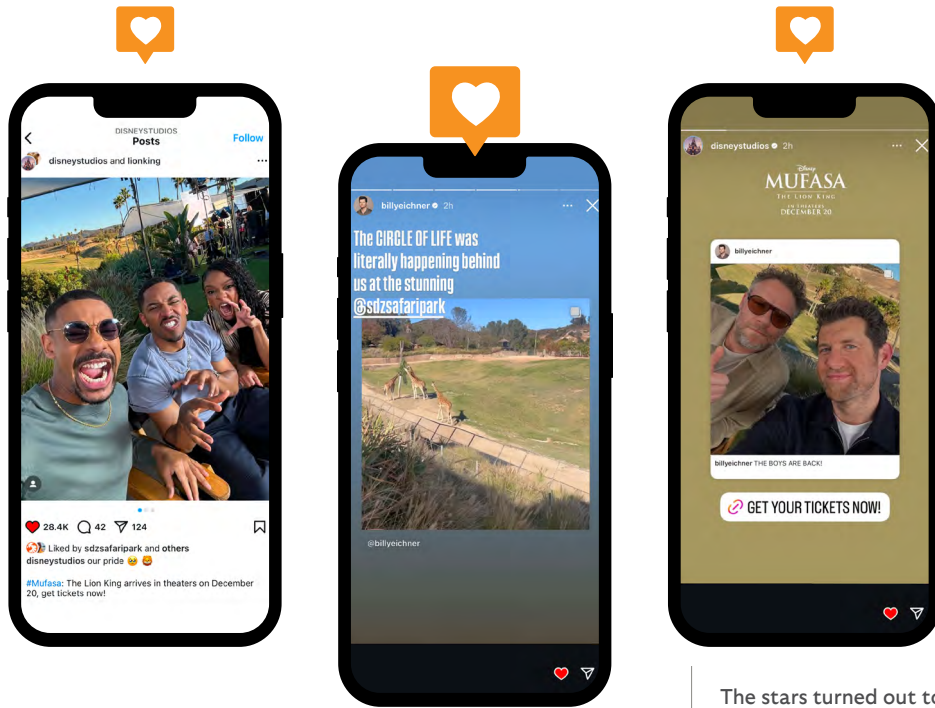 DISNEYSTUDIOS
Posts
Follow
disneystudios and lionking
28.4K 42 124
Liked by sdzsafaripark and others
disneystudios our pride 🥹 🦁
#Mufasa: The Lion King arrives in theaters on December
20, get tickets now!
billyeichner 2h
The CIRCLE OF LIFE was
literally happening behind
us at the stunning
@sdzsafaripark
@billyeichner
disneystudios 2h
Disney
MUFASA
THE LION KING
IN THEATERS
DECEMBER 20
billyeichner
billyeichner THE BOYS ARE BACK!
GET YOUR TICKETS NOW!
The stars turned out to